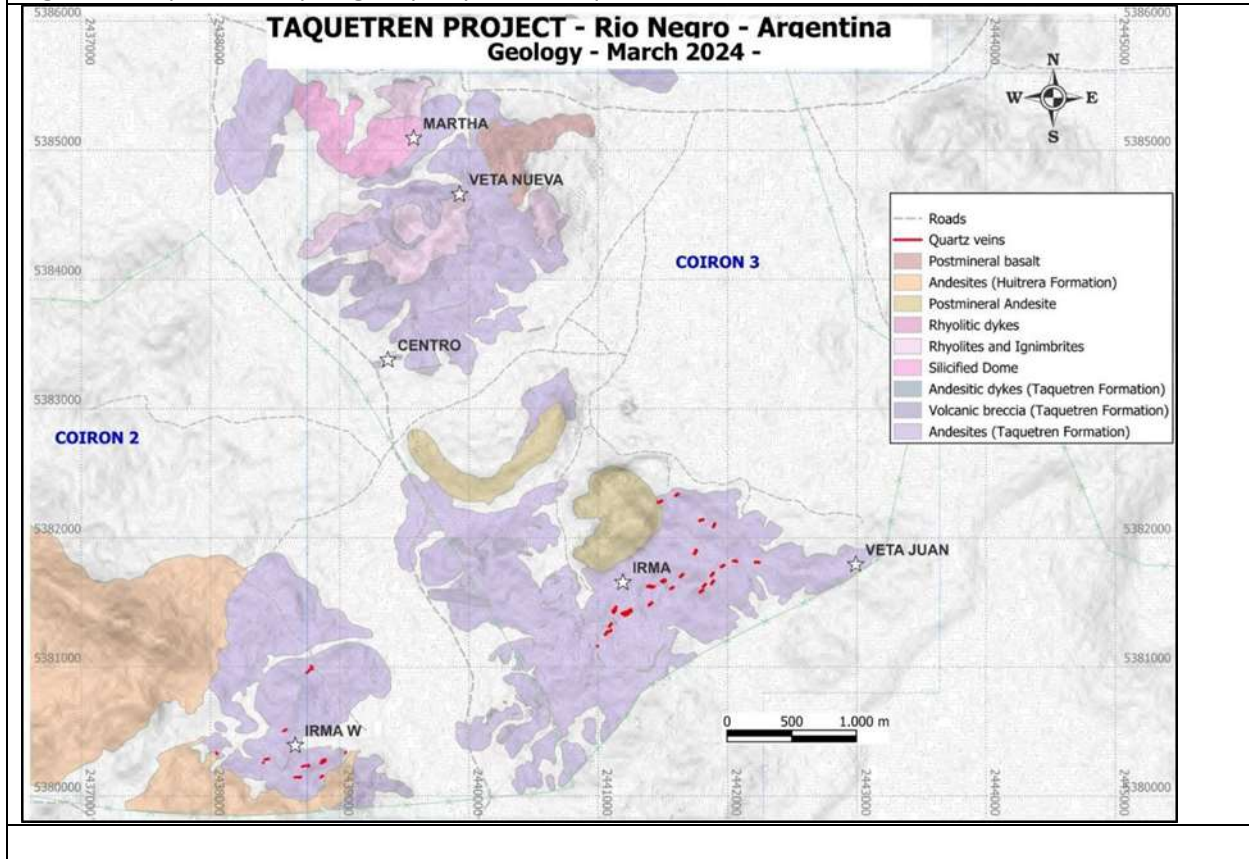 TAQUETREN PROJECT - Rio Negro - Argentina
Geology - March 2024 -
5386000
5386000
2437000
2438000
2444000
2445000
N
W
E
S
MARTHA
5385000
5385000
VETA NUEVA
Roads
Quartz veins
Postmineral basalt
Andesites (Huitrera Formation)
Postmineral Andesite
Rhyolitic dykes
Rhyolites and Ignimbrites
Silicified Dome
Andesitic dykes (Taquetren Formation)
Volcanic breccia (Taquetren Formation)
Andesites (Taquetren Formation)
COIRON 3
5384000
CENTRO
5383000
COIRON 2
5382000
5382000
VETA JUAN
IRMA
5381000
5381000
0 500 1.000 m
IRMA W
5380000
5380000
2437000
2438000
2439000
2440000
2441000
2442000
2443000
2444000
2445000